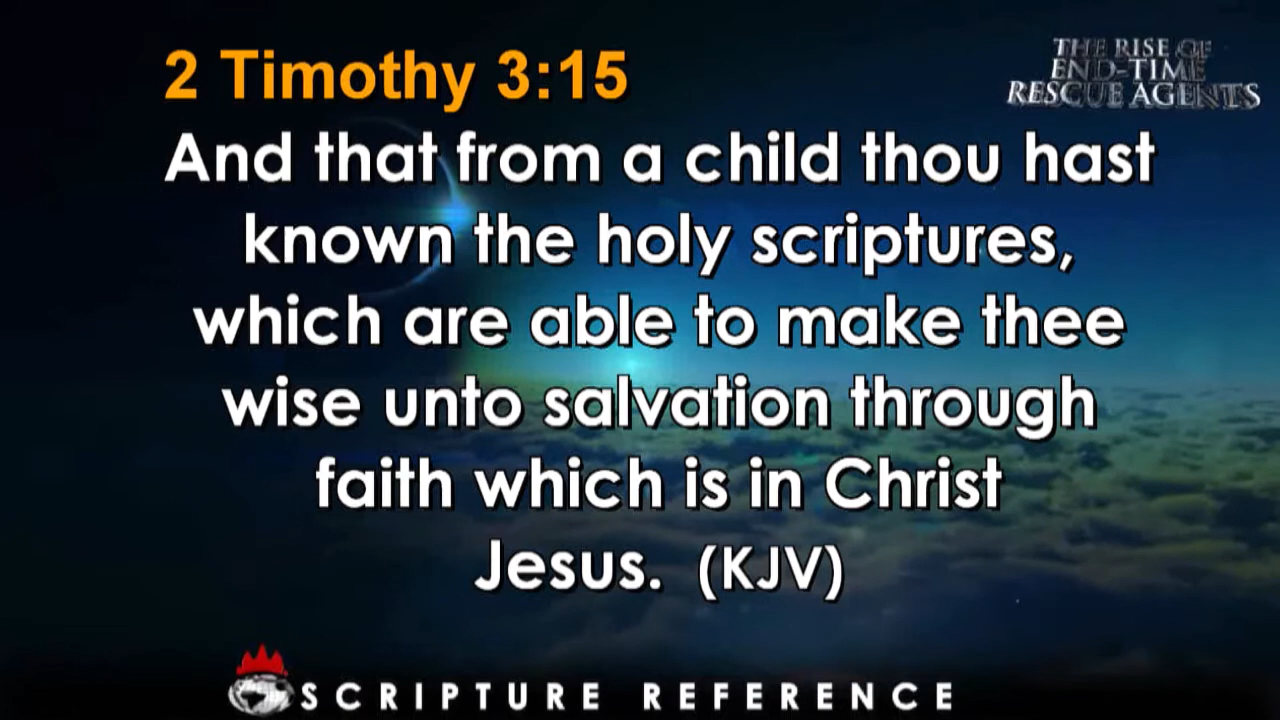 2 Timothy 3:15
THE RISE OF
END-TIME
RESCUE AGENTS
And that from a child thou hast
known the holy scriptures,
which are able to make thee
wise unto salvation through
faith which is in Christ
Jesus. (KJV)
SCRIPTURE REFERENCE